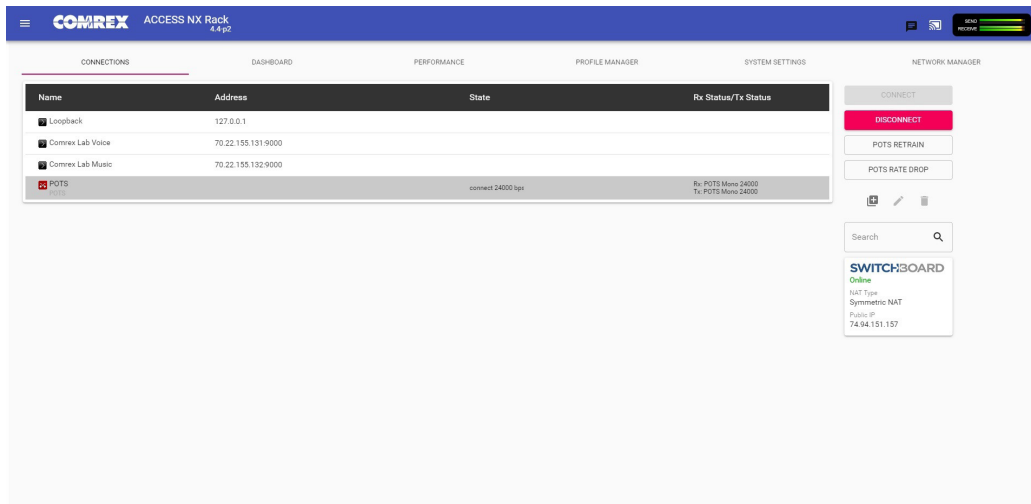 COMREX ACCESS NX Rack
4.4-p2
SEND
RECEIVE
CONNECTIONS DASHBOARD PERFORMANCE PROFILE MANAGER SYSTEM SETTINGS NETWORK MANAGER
Name Address State Rx Status/Tx Status
Loopback 127.0.0.1
Comrex Lab Voice 70.22.155.131:9000
Comrex Lab Music 70.22.155.132:9000
POTS connect 24000 bps Rx: POTS Mono 24000
POTS Tx: POTS Mono 24000
CONNECT
DISCONNECT
POTS RETRAIN
POTS RATE DROP
Search
SWITCHBOARD
Online
NAT Type
Symmetric NAT
Public IP
74.94.151.157